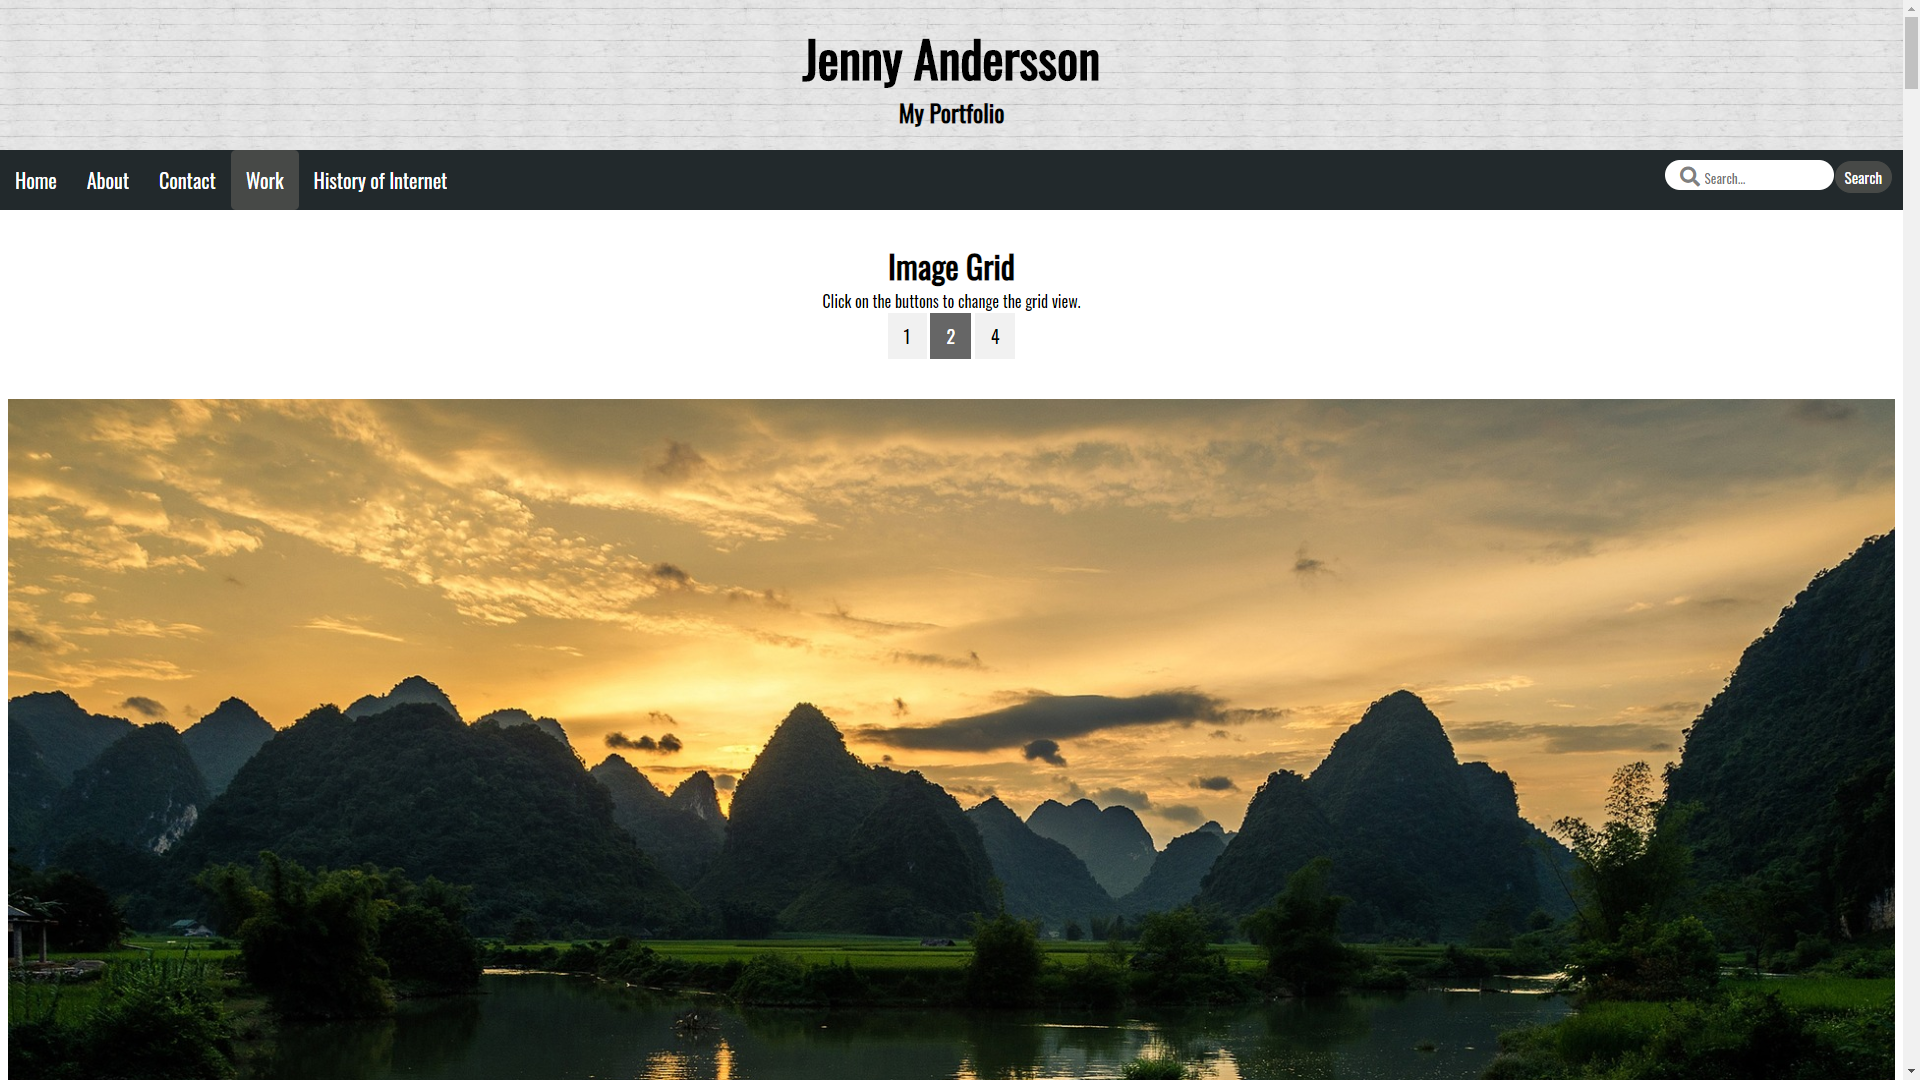 Jenny Andersson
My Portfolio
Home About Contact Work History of Internet Search... Search
Image Grid
Click on the buttons to change the grid view.
1 2 4